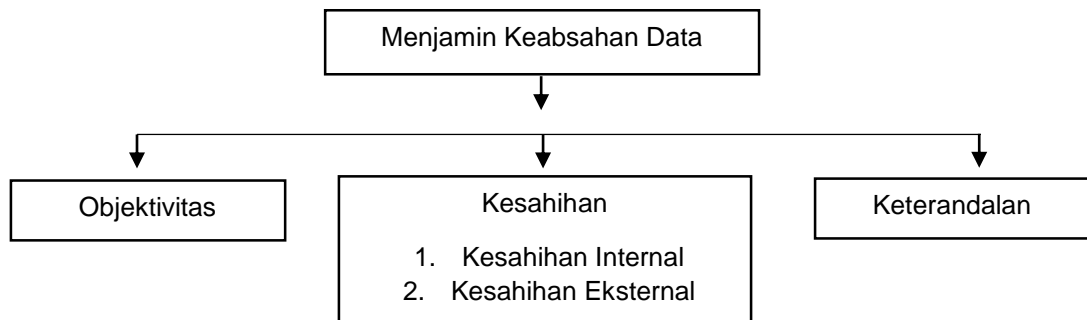 Menjamin Keabsahan Data
Objektivitas
Kesahihan
1. Kesahihan Internal
2. Kesahihan Eksternal
Keterandalan